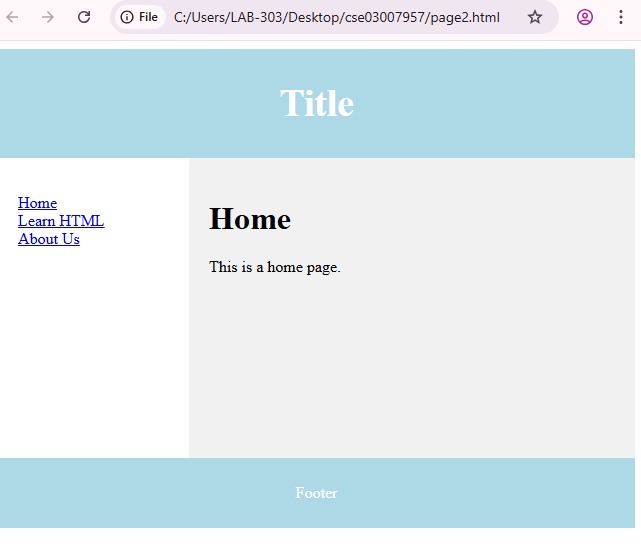 File C:/Users/LAB-303/Desktop/cse03007957/page2.html
Title
Home
Learn HTML
About Us
Home
This is a home page.
Footer